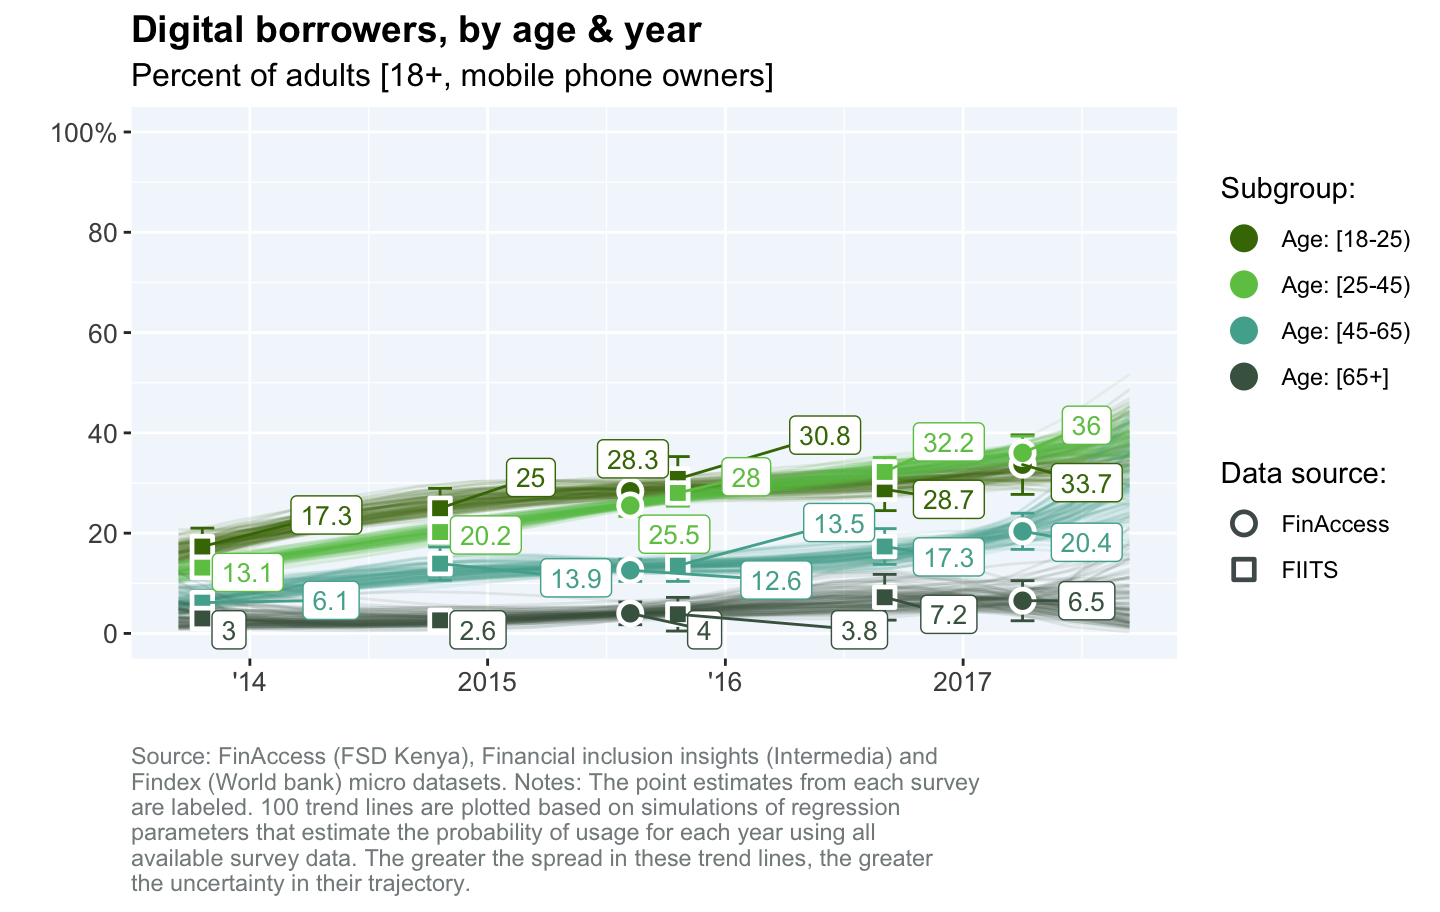 Digital borrowers, by age & year
Percent of adults [18+, mobile phone owners]
100%
80
60
40
20
0
'14
2015
'16
2017
17.3
25
28.3
30.8
28.7
33.7
13.1
20.2
25.5
28
32.2
36
6.1
13.9
12.6
13.5
17.3
20.4
3
2.6
4
3.8
7.2
6.5
Subgroup:
Age: [18-25)
Age: [25-45)
Age: [45-65)
Age: [65+]
Data source:
FinAccess
FIITS
Source: FinAccess (FSD Kenya), Financial inclusion insights (Intermedia) and
Findex (World bank) micro datasets. Notes: The point estimates from each survey
are labeled. 100 trend lines are plotted based on simulations of regression
parameters that estimate the probability of usage for each year using all
available survey data. The greater the spread in these trend lines, the greater
the uncertainty in their trajectory.